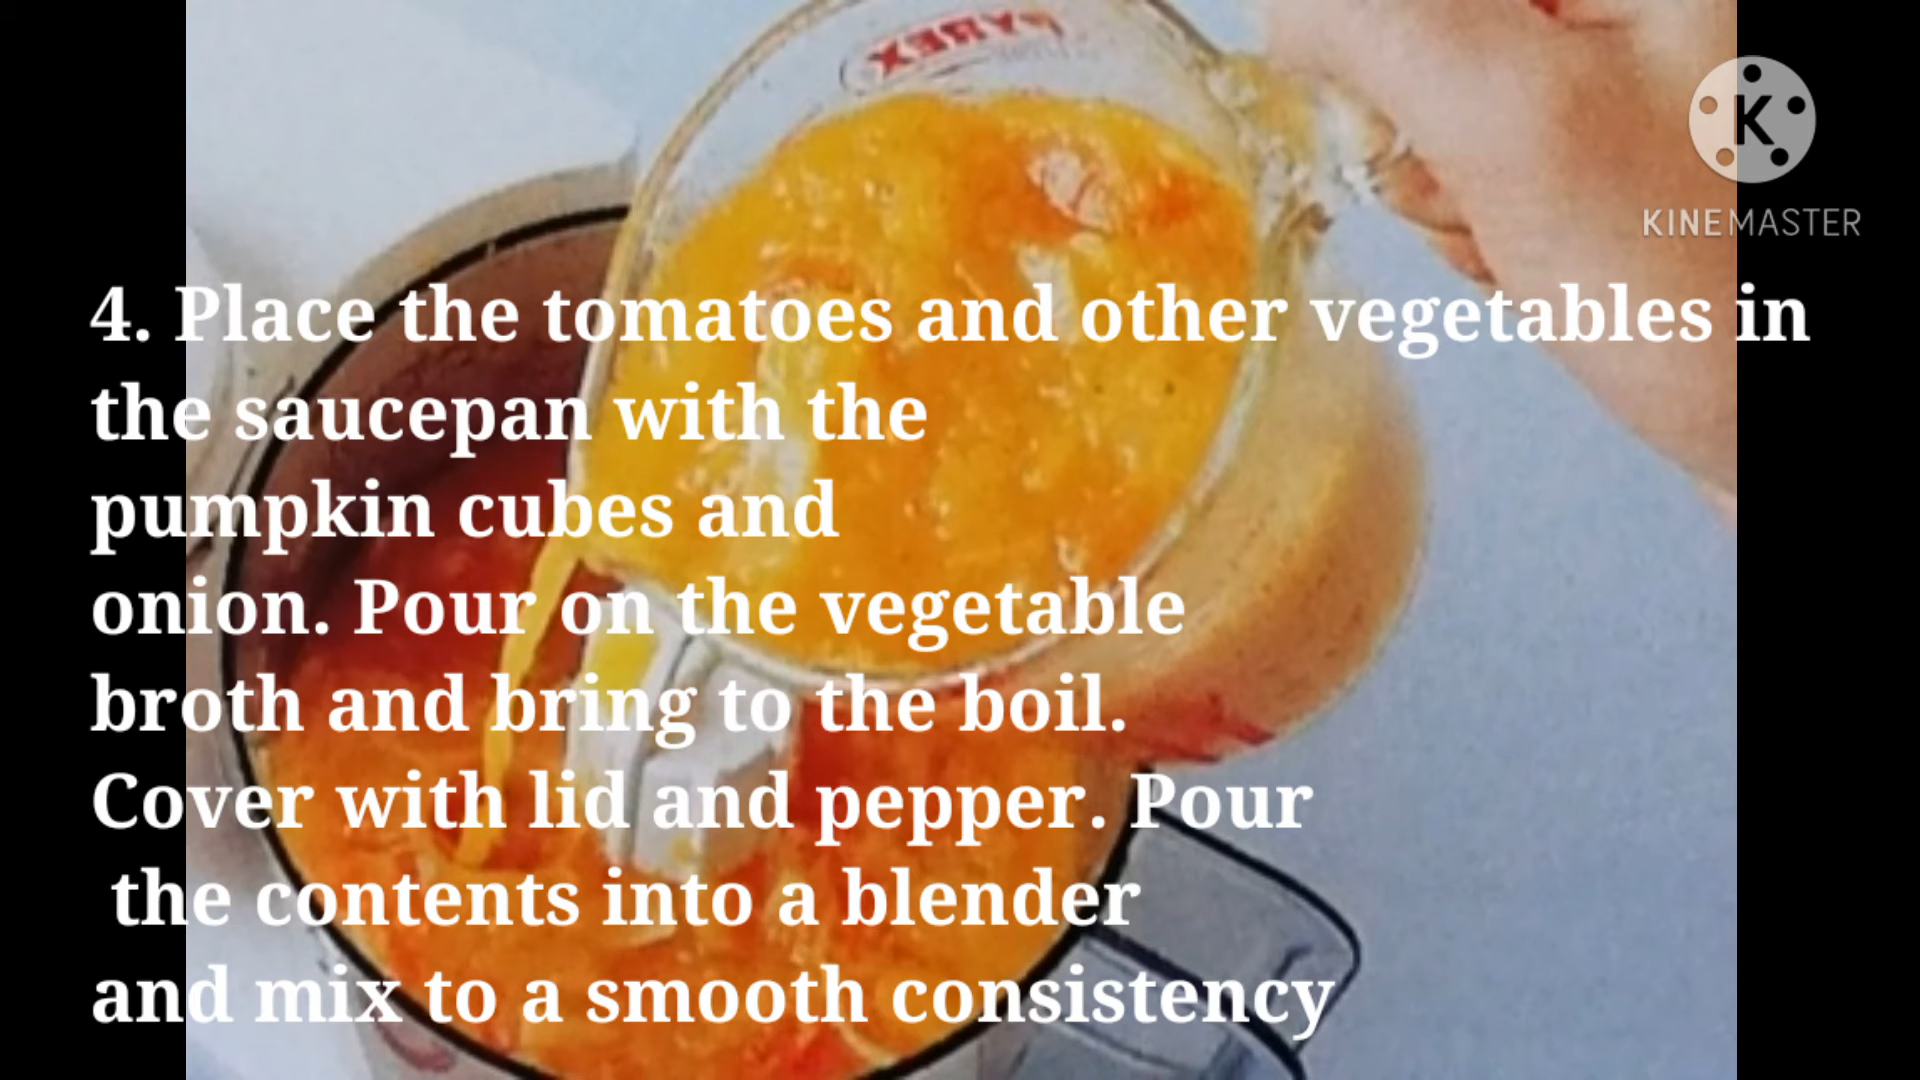 PYREX
K
KINEMASTER
4. Place the tomatoes and other vegetables in
the saucepan with the
pumpkin cubes and
onion. Pour on the vegetable
broth and bring to the boil.
Cover with lid and pepper. Pour
the contents into a blender
and mix to a smooth consistency